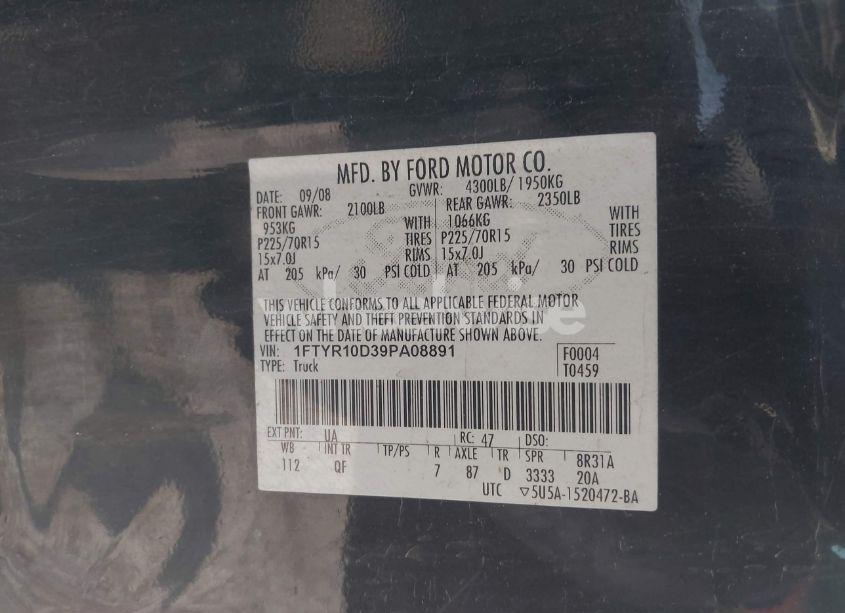 MFD. BY FORD MOTOR CO.
DATE: 09/08 GVWR: 4300LB/ 1950KG
FRONT GAWR: 2100LB REAR GAWR: 2350LB
953KG WITH 1066KG WITH
P225/70R15 TIRES P225/70R15 TIRES
15x7.0J RIMS 15x7.0J RIMS
AT 205 kPa/ 30 PSI COLD AT 205 kPa/ 30 PSI COLD
THIS VEHICLE CONFORMS TO ALL APPLICABLE FEDERAL MOTOR
VEHICLE SAFETY AND THEFT PREVENTION STANDARDS IN
EFFECT ON THE DATE OF MANUFACTURE SHOWN ABOVE.
VIN: 1FTYR10D39PA08891 F0004
TYPE: Truck T0459
EXT PNT: UA RC: 47 DSO:
WB INT TR TP/PS R AXLE TR SPR 8R31A
112 QF 7 87 D 3333 20A
UTC ▽5U5A-1520472-BA